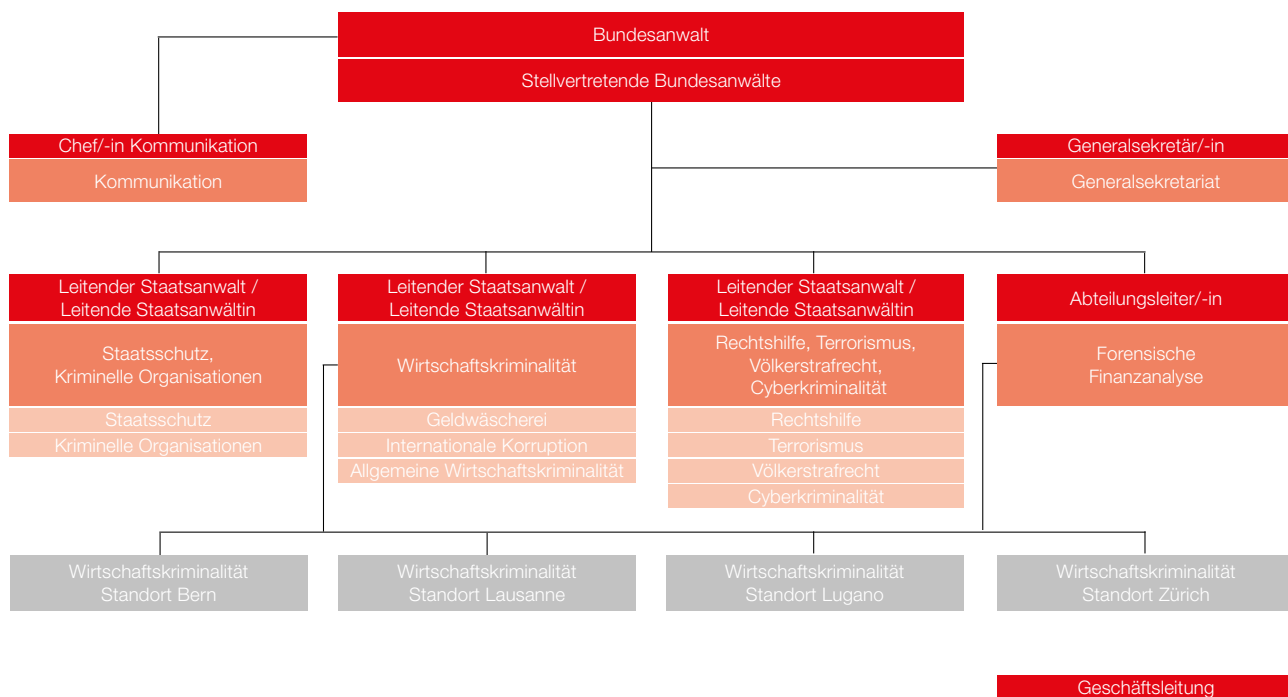 Bundesanwalt
Stellvertretende Bundesanwälte
Chef/-in Kommunikation
Kommunikation
Generalsekretär/-in
Generalsekretariat
Leitender Staatsanwalt /
Leitende Staatsanwältin
Staatsschutz,
Kriminelle Organisationen
Staatsschutz
Kriminelle Organisationen
Leitender Staatsanwalt /
Leitende Staatsanwältin
Wirtschaftskriminalität
Geldwäscherei
Internationale Korruption
Allgemeine Wirtschaftskriminalität
Leitender Staatsanwalt /
Leitende Staatsanwältin
Rechtshilfe, Terrorismus,
Völkerstrafrecht,
Cyberkriminalität
Rechtshilfe
Terrorismus
Völkerstrafrecht
Cyberkriminalität
Abteilungsleiter/-in
Forensische
Finanzanalyse
Wirtschaftskriminalität
Standort Bern
Wirtschaftskriminalität
Standort Lausanne
Wirtschaftskriminalität
Standort Lugano
Wirtschaftskriminalität
Standort Zürich
Geschäftsleitung